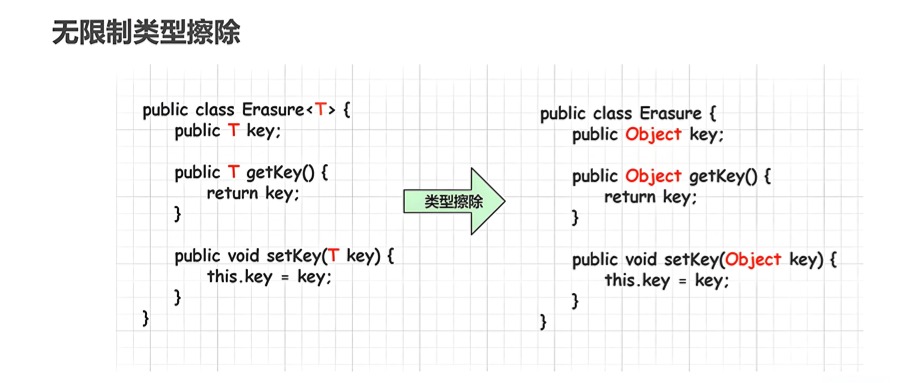 无限制类型擦除
public class Erasure<T> {
public T key;
public T getKey() {
return key;
}
public void setKey(T key) {
this.key = key;
}
}
类型擦除
public class Erasure {
public Object key;
public Object getKey() {
return key;
}
public void setKey(Object key) {
this.key = key;
}
}